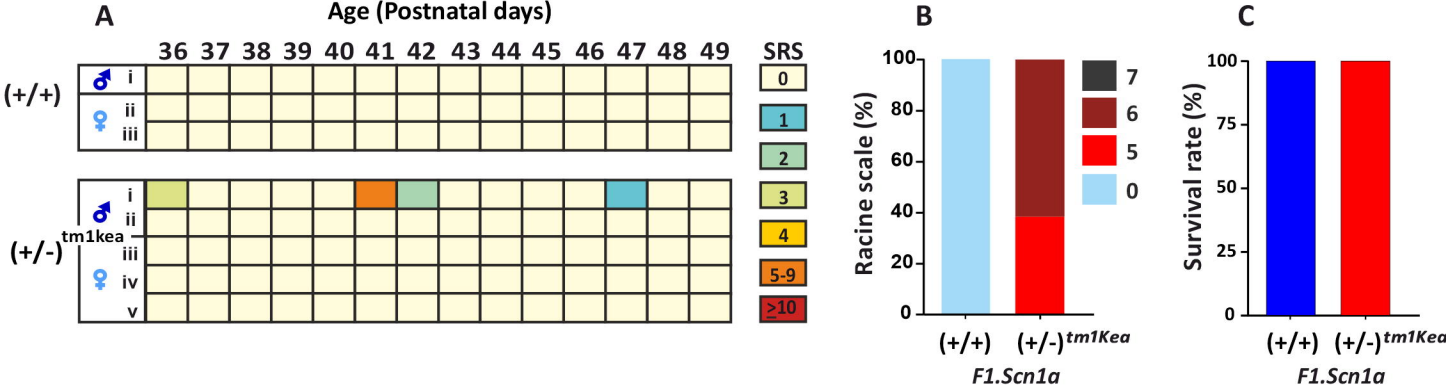 A
Age (Postnatal days)
36 37 38 39 40 41 42 43 44 45 46 47 48 49
SRS
(+/+)
♂ i
♀ ii
iii
(+/-)tm1kea
♂ i
ii
♀ iii
iv
v
0
1
2
3
4
5-9
≥10
B
Racine scale (%)
100
80
60
40
20
0
7
6
5
0
(+/+) (+/-)tm1Kea
F1.Scn1a
C
Survival rate (%)
100
75
50
25
0
(+/+) (+/-)tm1Kea
F1.Scn1a